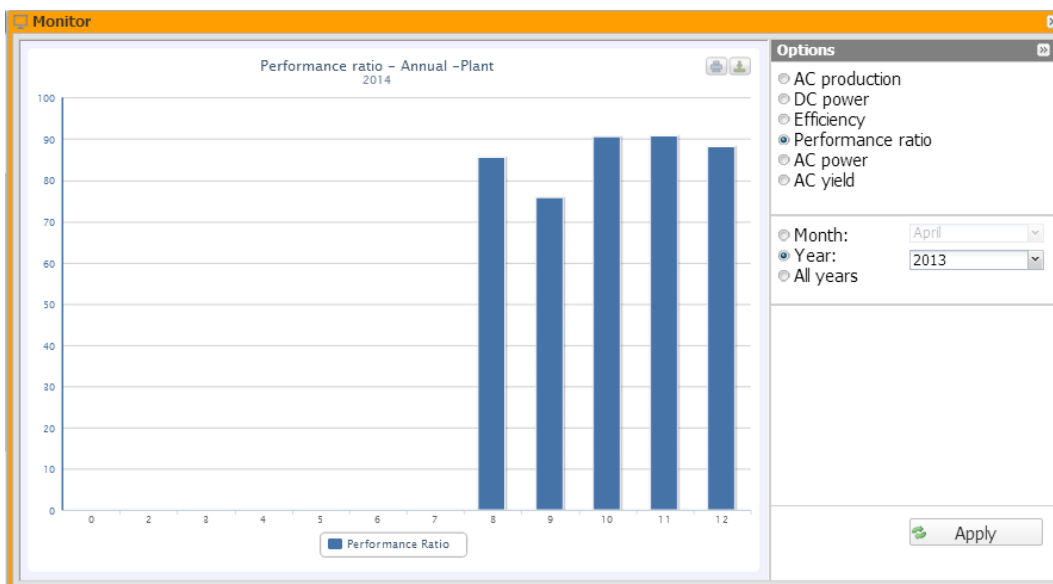 Monitor
Performance ratio - Annual -Plant
2014
100
90
80
70
60
50
40
30
20
10
0
0 2 3 4 5 6 7 8 9 10 11 12
Performance Ratio
Options
AC production
DC power
Efficiency
Performance ratio
AC power
AC yield
Month: April
Year: 2013
All years
Apply